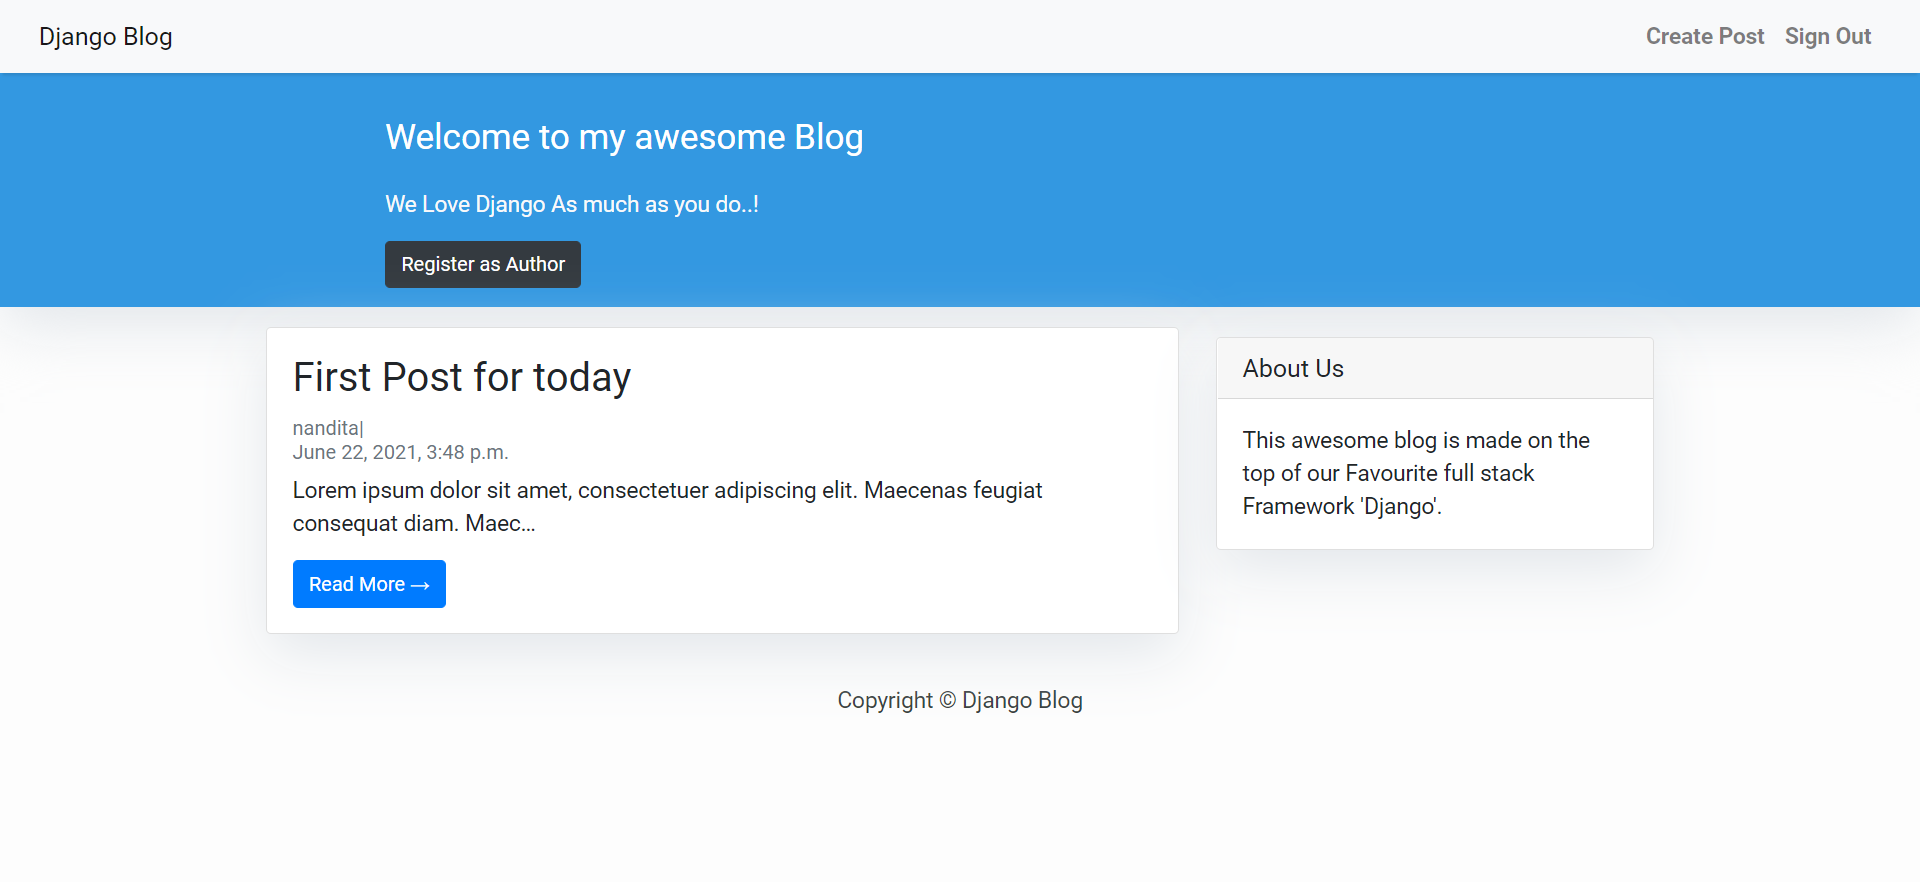 Django Blog
Create Post
Sign Out
Welcome to my awesome Blog
We Love Django As much as you do..!
Register as Author
First Post for today
nandita|
June 22, 2021, 3:48 p.m.
Lorem ipsum dolor sit amet, consectetuer adipiscing elit. Maecenas feugiat
consequat diam. Maec…
Read More →
About Us
This awesome blog is made on the
top of our Favourite full stack
Framework 'Django'.
Copyright © Django Blog